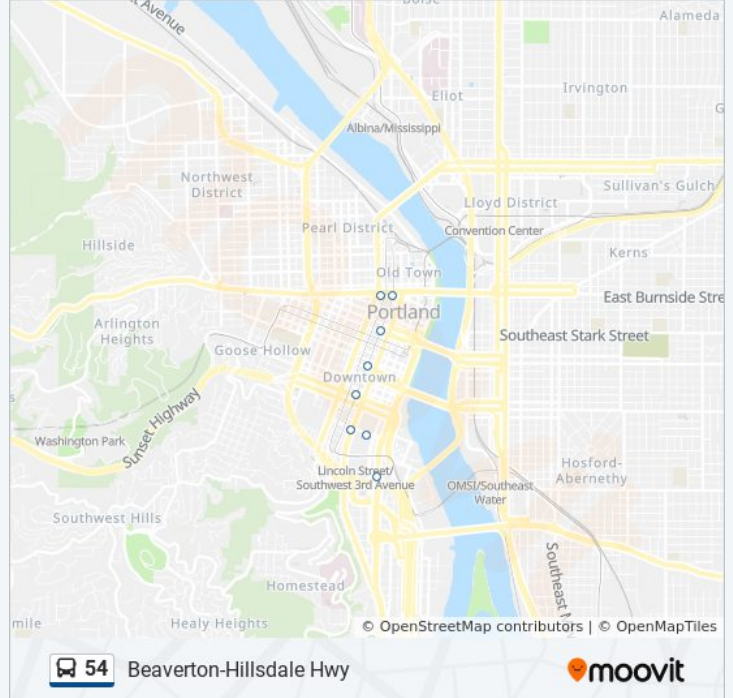 Boise
Avenue
Alameda
Irvington
Eliot
Albina/Mississippi
Northwest
District
Sullivan's Gulch
Lloyd District
Pearl District
Convention Center
Hillside
Kerns
Old Town
East Burnside Stre
Portland
Arlington
Heights
Southeast Stark Street
Goose Hollow
Downtown
Sunset Highway
Washington Park
Lincoln Street/
Southwest 3rd Avenue
Hosford-
Abernethy
OMSI/Southeast
Water
Southwest Hills
Southeast
Homestead
mile
Healy Heights
© OpenStreetMap contributors | © OpenMapTiles
54 Beaverton-Hillsdale Hwy
moovit